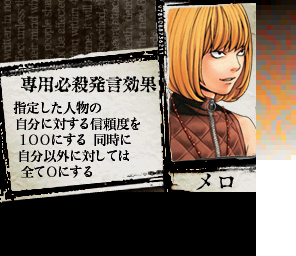 専用必殺発言効果
指定した人物の
自分に対する信頼度を
100にする 同時に
自分以外に対しては
全て0にする
メロ